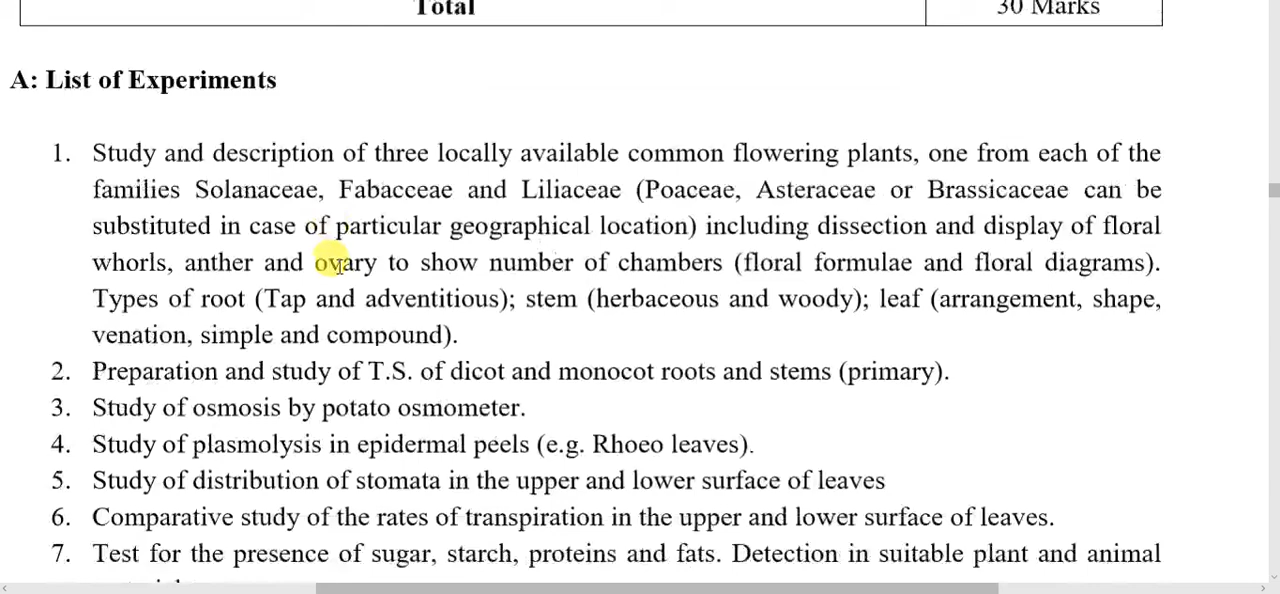 Total 30 Marks
A: List of Experiments
1. Study and description of three locally available common flowering plants, one from each of the
families Solanaceae, Fabacceae and Liliaceae (Poaceae, Asteraceae or Brassicaceae can be
substituted in case of particular geographical location) including dissection and display of floral
whorls, anther and ovary to show number of chambers (floral formulae and floral diagrams).
Types of root (Tap and adventitious); stem (herbaceous and woody); leaf (arrangement, shape,
venation, simple and compound).
2. Preparation and study of T.S. of dicot and monocot roots and stems (primary).
3. Study of osmosis by potato osmometer.
4. Study of plasmolysis in epidermal peels (e.g. Rhoeo leaves).
5. Study of distribution of stomata in the upper and lower surface of leaves
6. Comparative study of the rates of transpiration in the upper and lower surface of leaves.
7. Test for the presence of sugar, starch, proteins and fats. Detection in suitable plant and animal